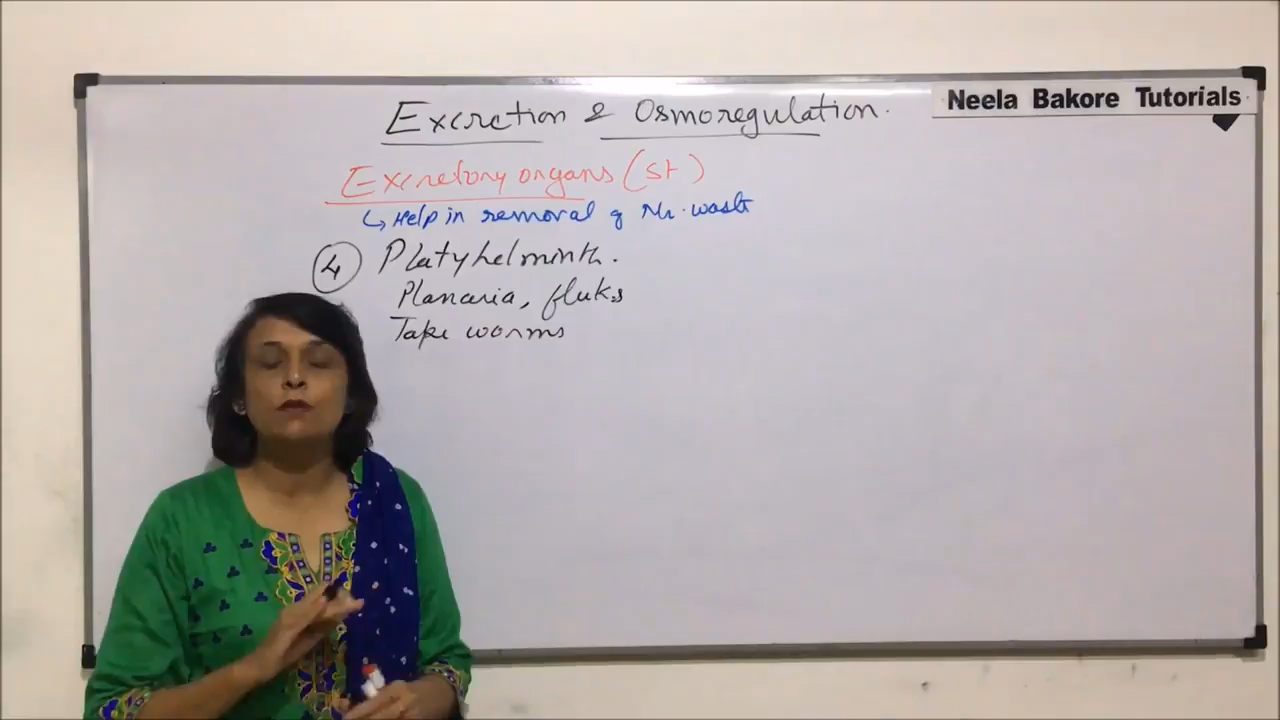 Neela Bakore Tutorials
Excretion & Osmoregulation.
Excretory organs (st)
↳ Help in removal of Nr. waste
4 Platyhelminth.
Planaria, flukes
Tape worms